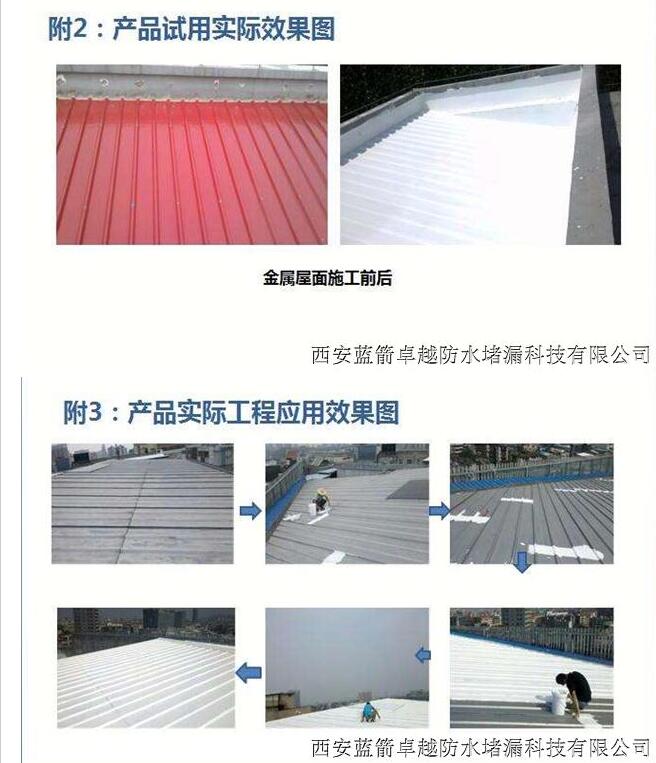 附2：产品试用实际效果图
金属屋面施工前后
西安蓝箭卓越防水堵漏科技有限公司
附3：产品实际工程应用效果图
西安蓝箭卓越防水堵漏科技有限公司